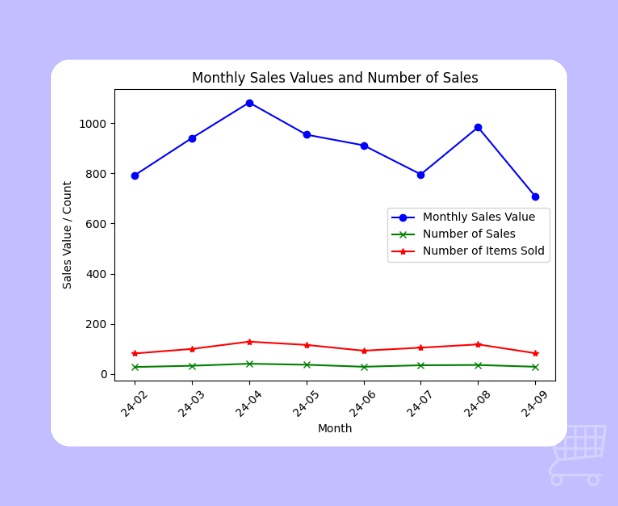 Monthly Sales Values and Number of Sales
Sales Value / Count
1000
800
600
400
200
0
Monthly Sales Value
Number of Sales
Number of Items Sold
24-02
24-03
24-04
24-05
24-06
24-07
24-08
24-09
Month